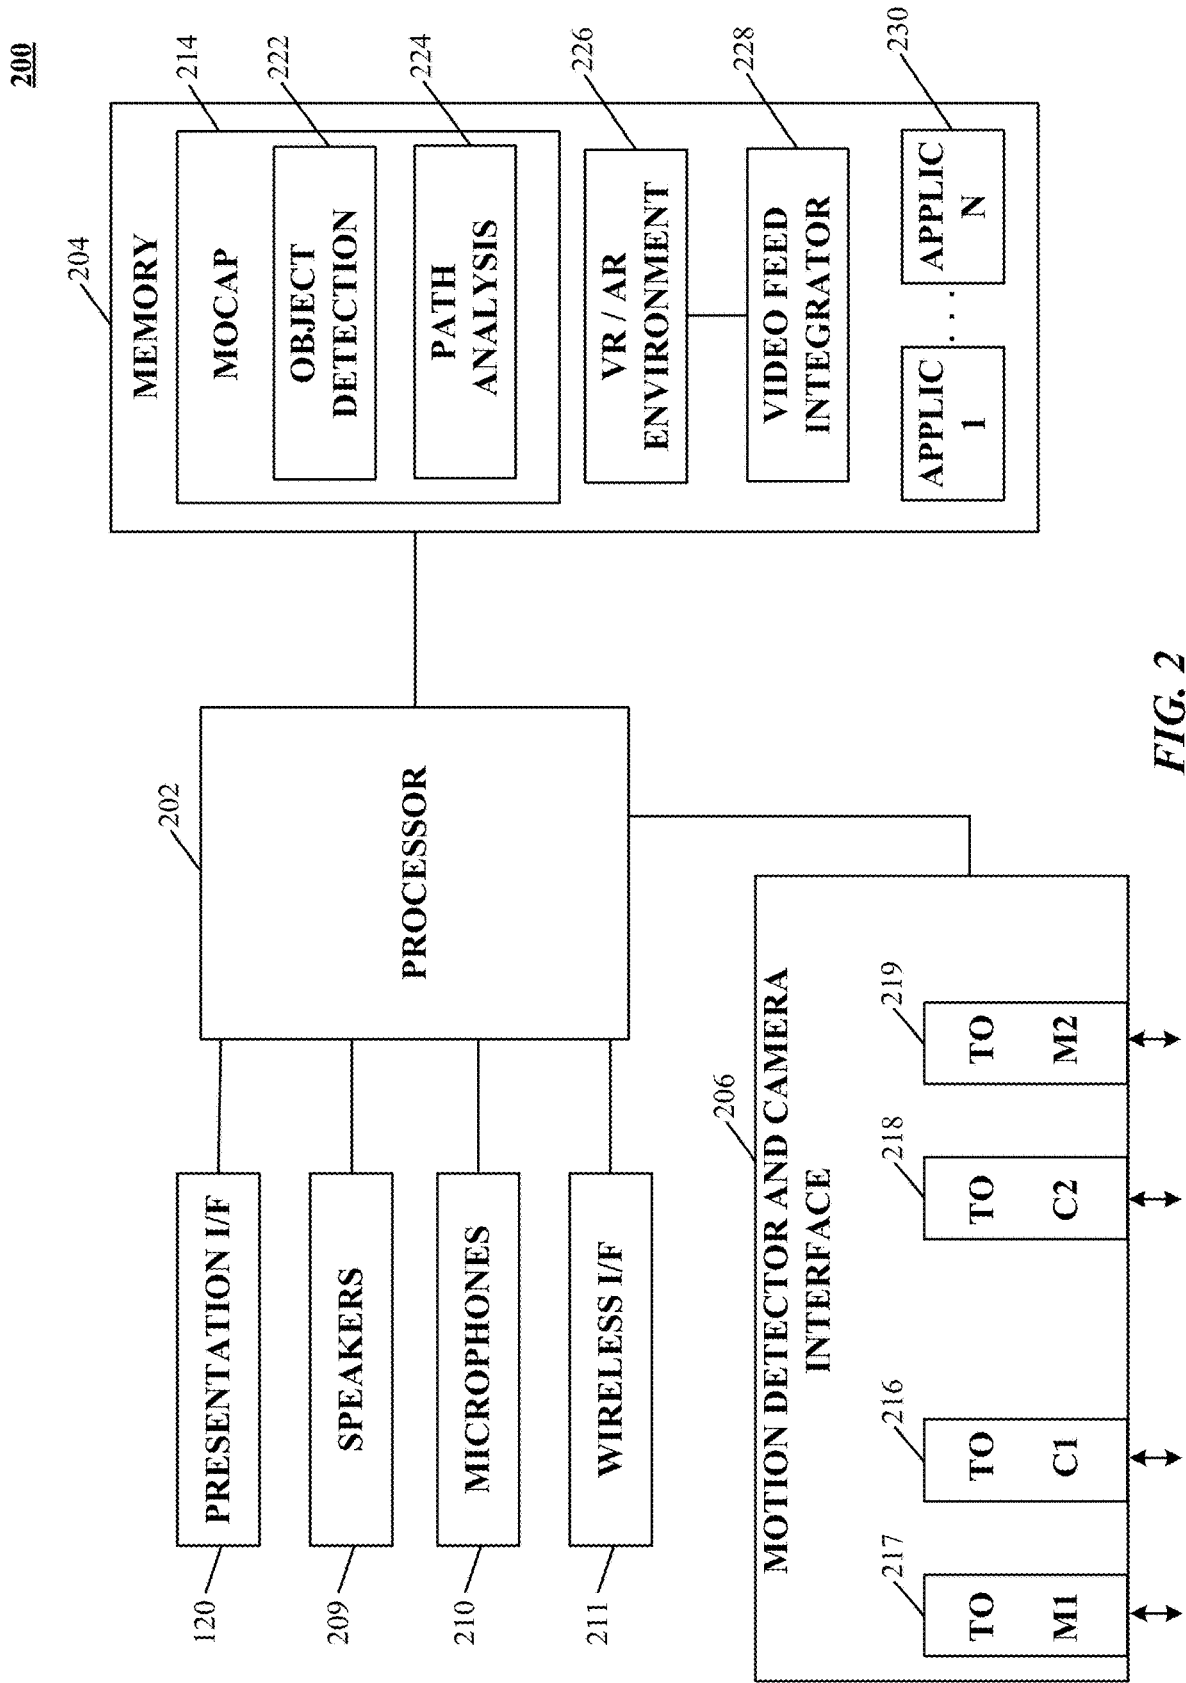 200
120
PRESENTATION I/F
209
SPEAKERS
210
MICROPHONES
211
WIRELESS I/F
202
PROCESSOR
204
MEMORY
214
MOCAP
222
OBJECT
DETECTION
224
PATH
ANALYSIS
226
VR / AR
ENVIRONMENT
228
VIDEO FEED
INTEGRATOR
230
APPLIC
1
. . . .
APPLIC
N
206
MOTION DETECTOR AND CAMERA
INTERFACE
217
TO
M1
216
TO
C1
218
TO
C2
219
TO
M2
FIG. 2